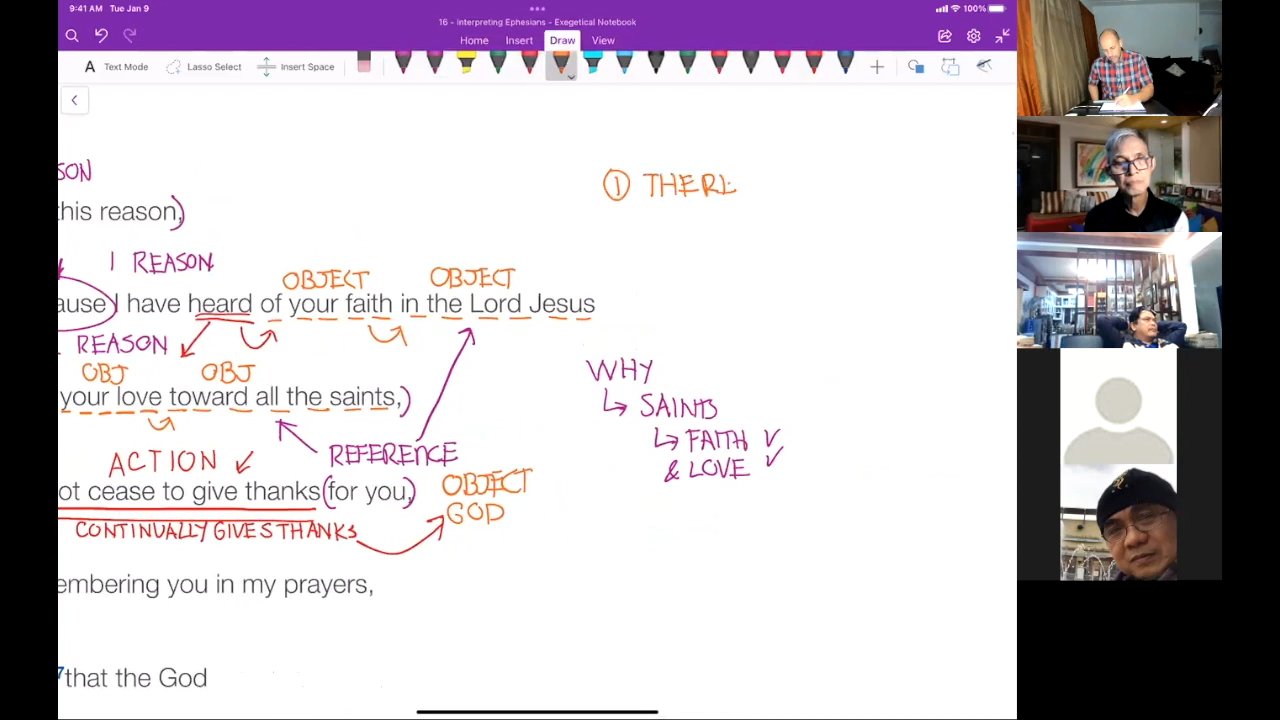 9:41 AM Tue Jan 9
100%
16 - Interpreting Ephesians - Exegetical Notebook
Home Insert Draw View
A Text Mode Lasso Select Insert Space
SON
① THERE
this reason,)
1 REASON
OBJECT OBJECT
ause I have heard of your faith in the Lord Jesus
REASON
WHY
OBJ OBJ
your love toward all the saints,)
SAINTS
FAITH ✓
REFERENCE
& LOVE ✓
ACTION
ot cease to give thanks (for you,)
OBJECT
GOD
CONTINUALLY GIVES THANKS
embering you in my prayers,
7 that the God